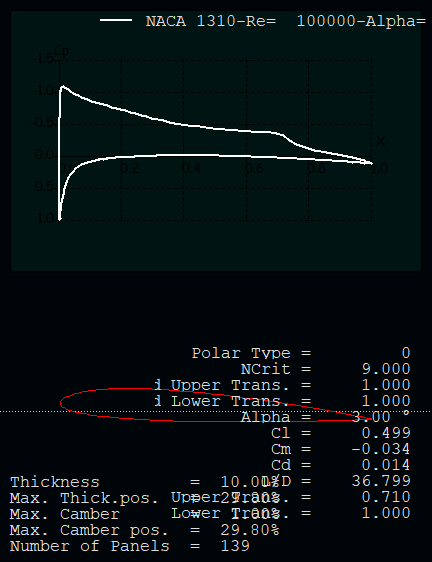 NACA 1310-Re=  100000-Alpha=
Cp
-1.5
-1.0
-0.5
X
0.0
0.2 0.4 0.6 0.8 1.0
0.5
1.0
Polar Type = 0
NCrit = 9.000
Upper Trans. = 1.000
Lower Trans. = 1.000
Alpha = 3.00 °
Cl = 0.499
Cm = -0.034
Cd = 0.014
L/D = 36.799
Upper Trans. = 0.710
Lower Trans. = 1.000
Thickness = 10.00%
Max. Thick.pos. = 29.80%
Max. Camber = 1.00%
Max. Camber pos. = 29.80%
Number of Panels = 139